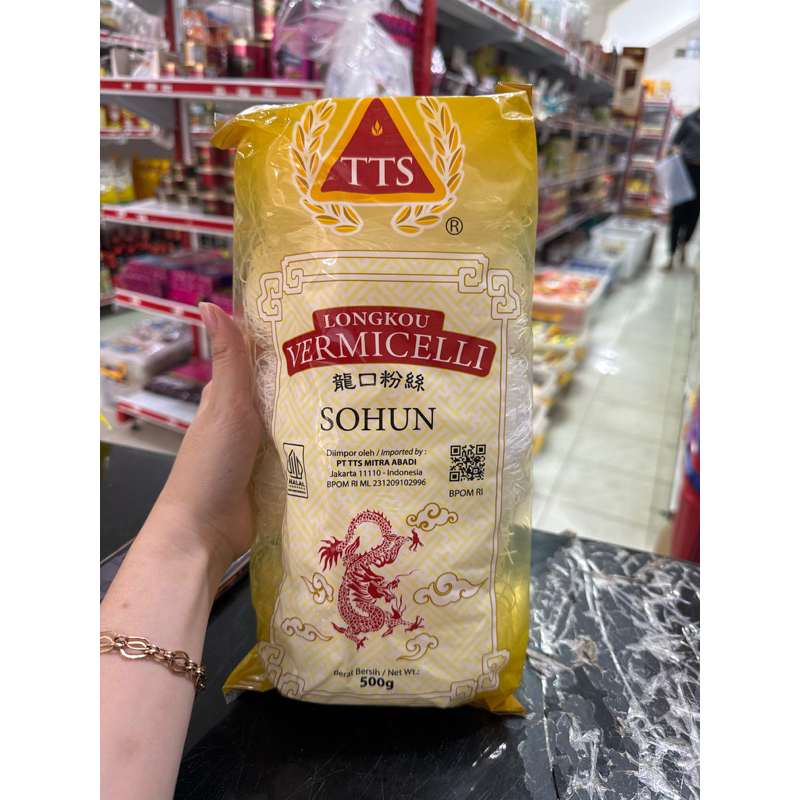 TTS
®
LONGKOU
VERMICELLI
龍口粉絲
SOHUN
Diimpor oleh / Imported by :
PT TTS MITRA ABADI
Jakarta 11110 - Indonesia
BPOM RI ML 231209102996
HALAL
INDONESIA
BPOM RI
Berat Bersih / Net Wt.:
500g